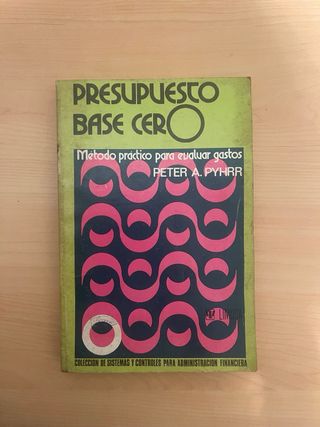 PRESUPUESTO
BASE CERO
Método práctico para evaluar gastos
PETER A. PYHRR
COLECCION DE SISTEMAS Y CONTROLES PARA ADMINISTRACION FINANCIERA